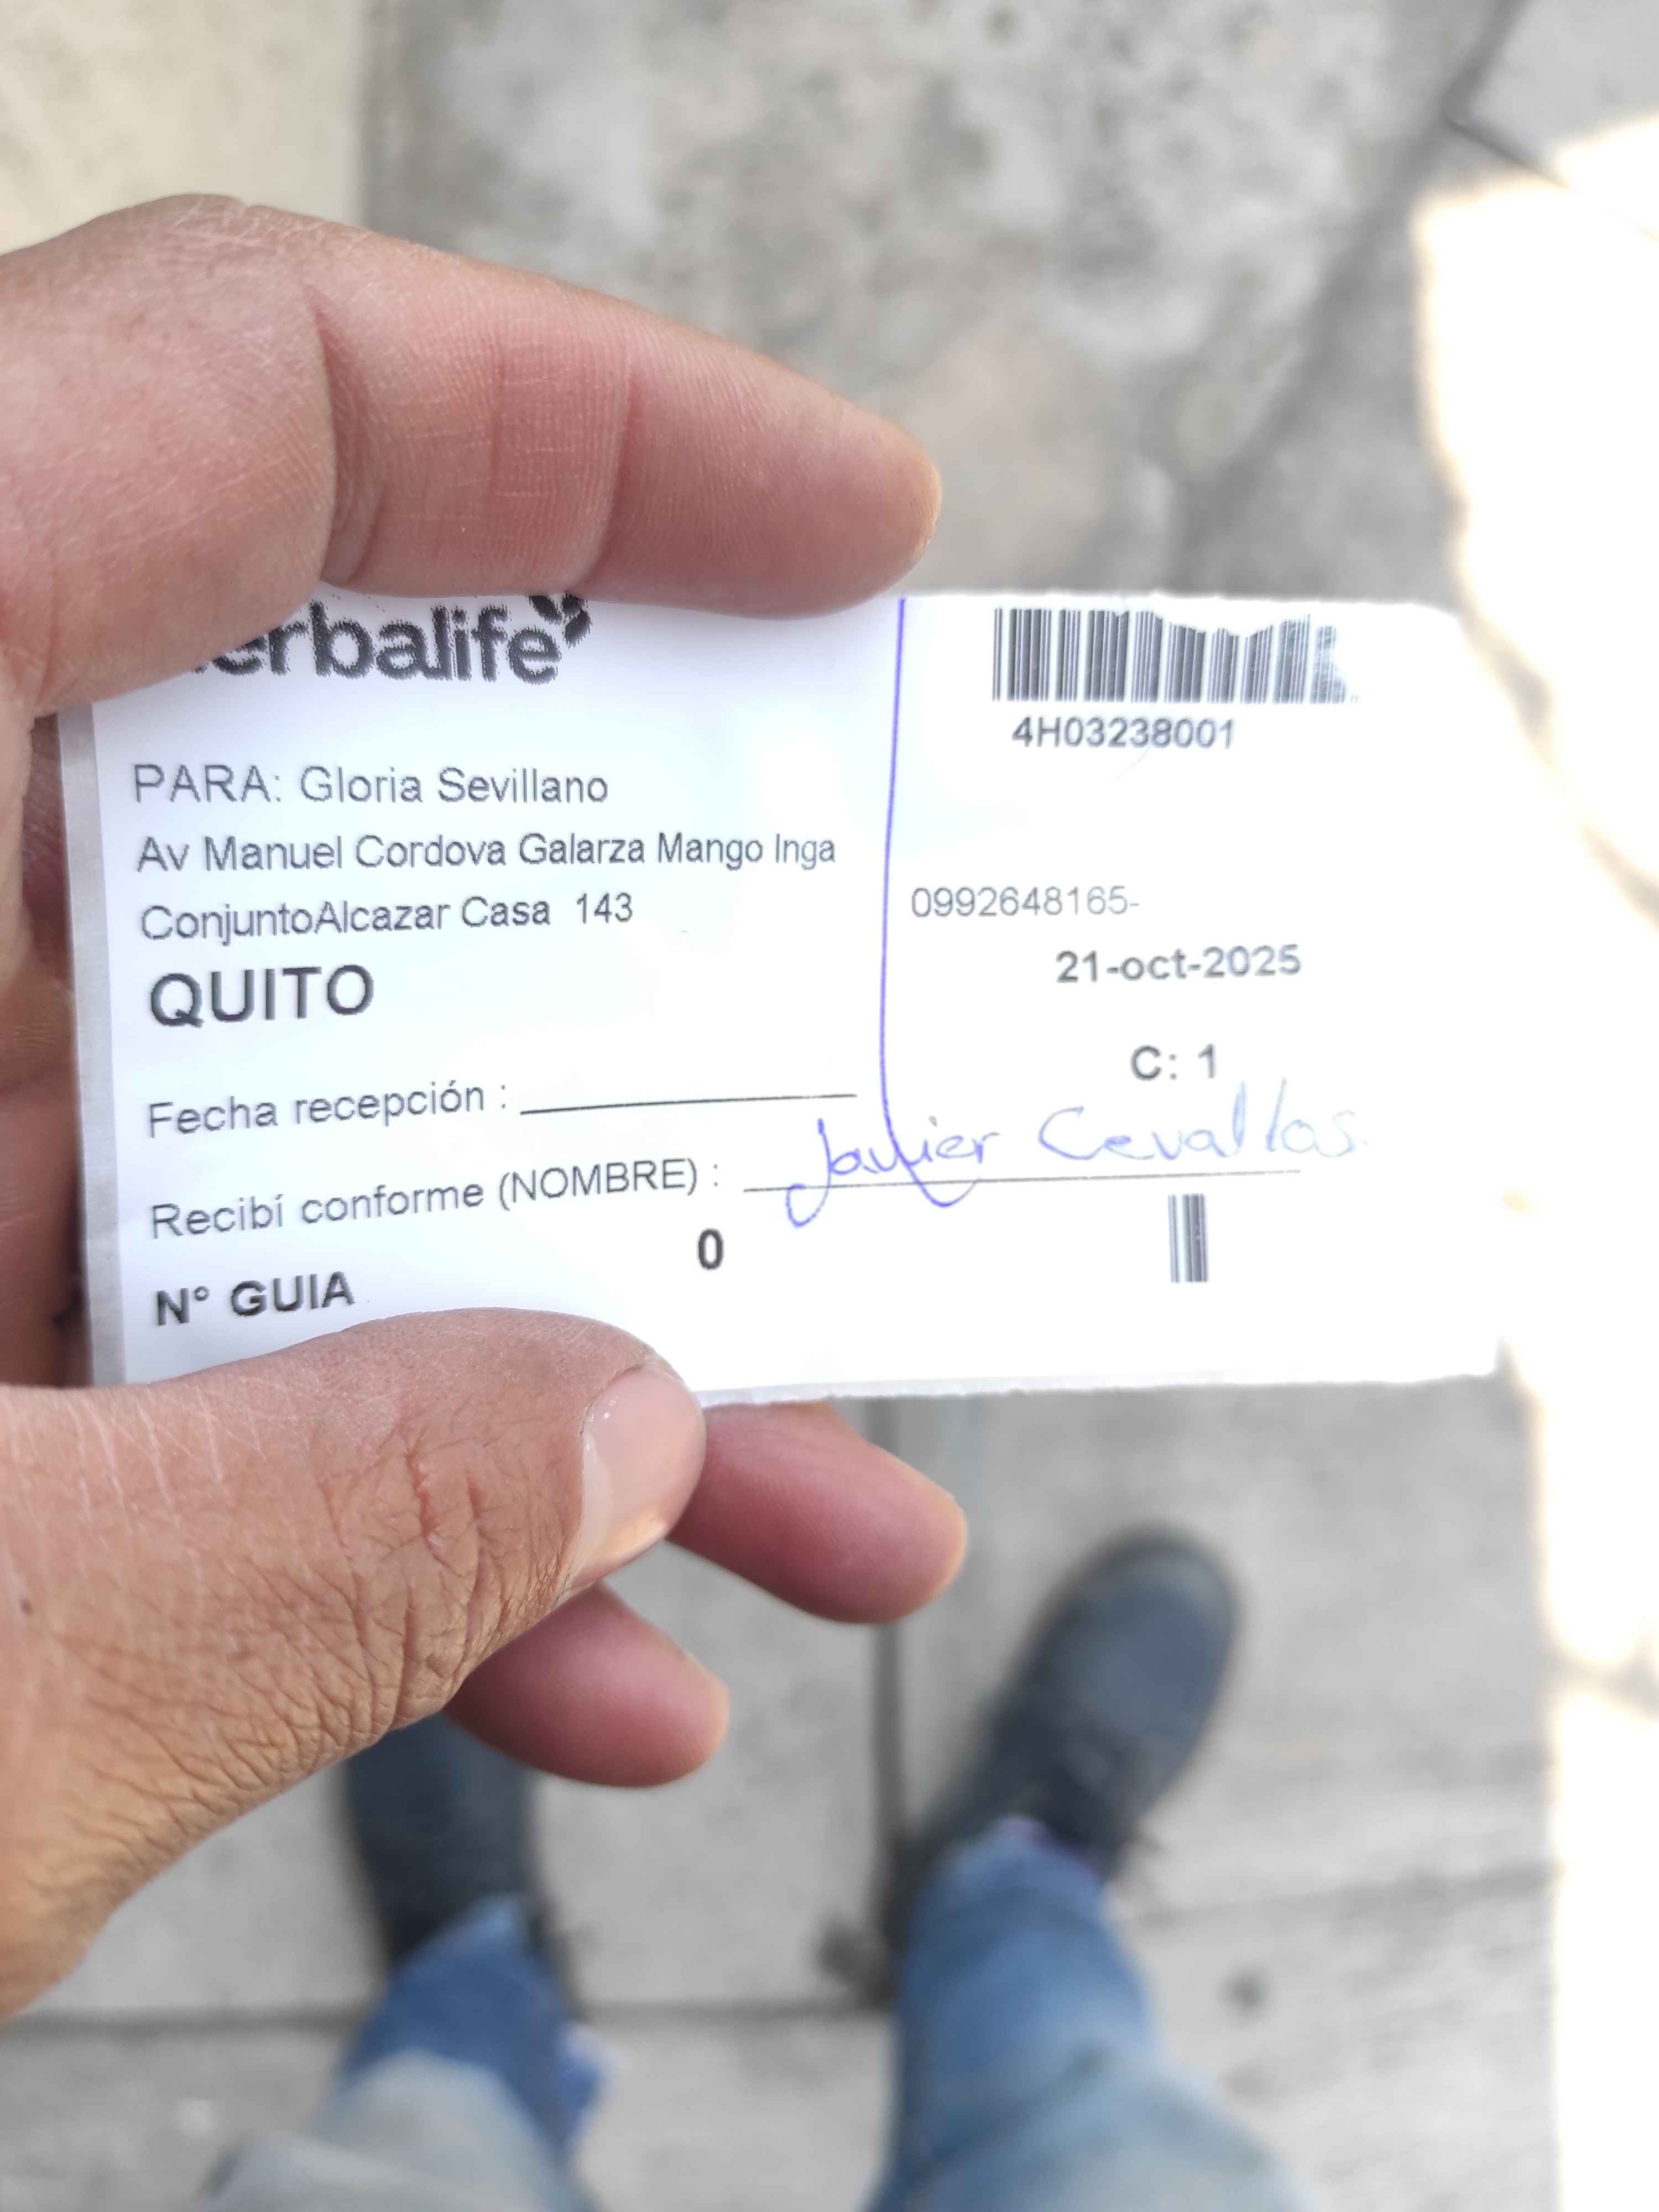 erbalife
4H03238001
PARA: Gloria Sevillano
Av Manuel Cordova Galarza Mango Inga
ConjuntoAlcazar Casa 143
0992648165-
QUITO
21-oct-2025
C: 1
Fecha recepción :
Recibí conforme (NOMBRE) : Javier Cevallos
N° GUIA 0